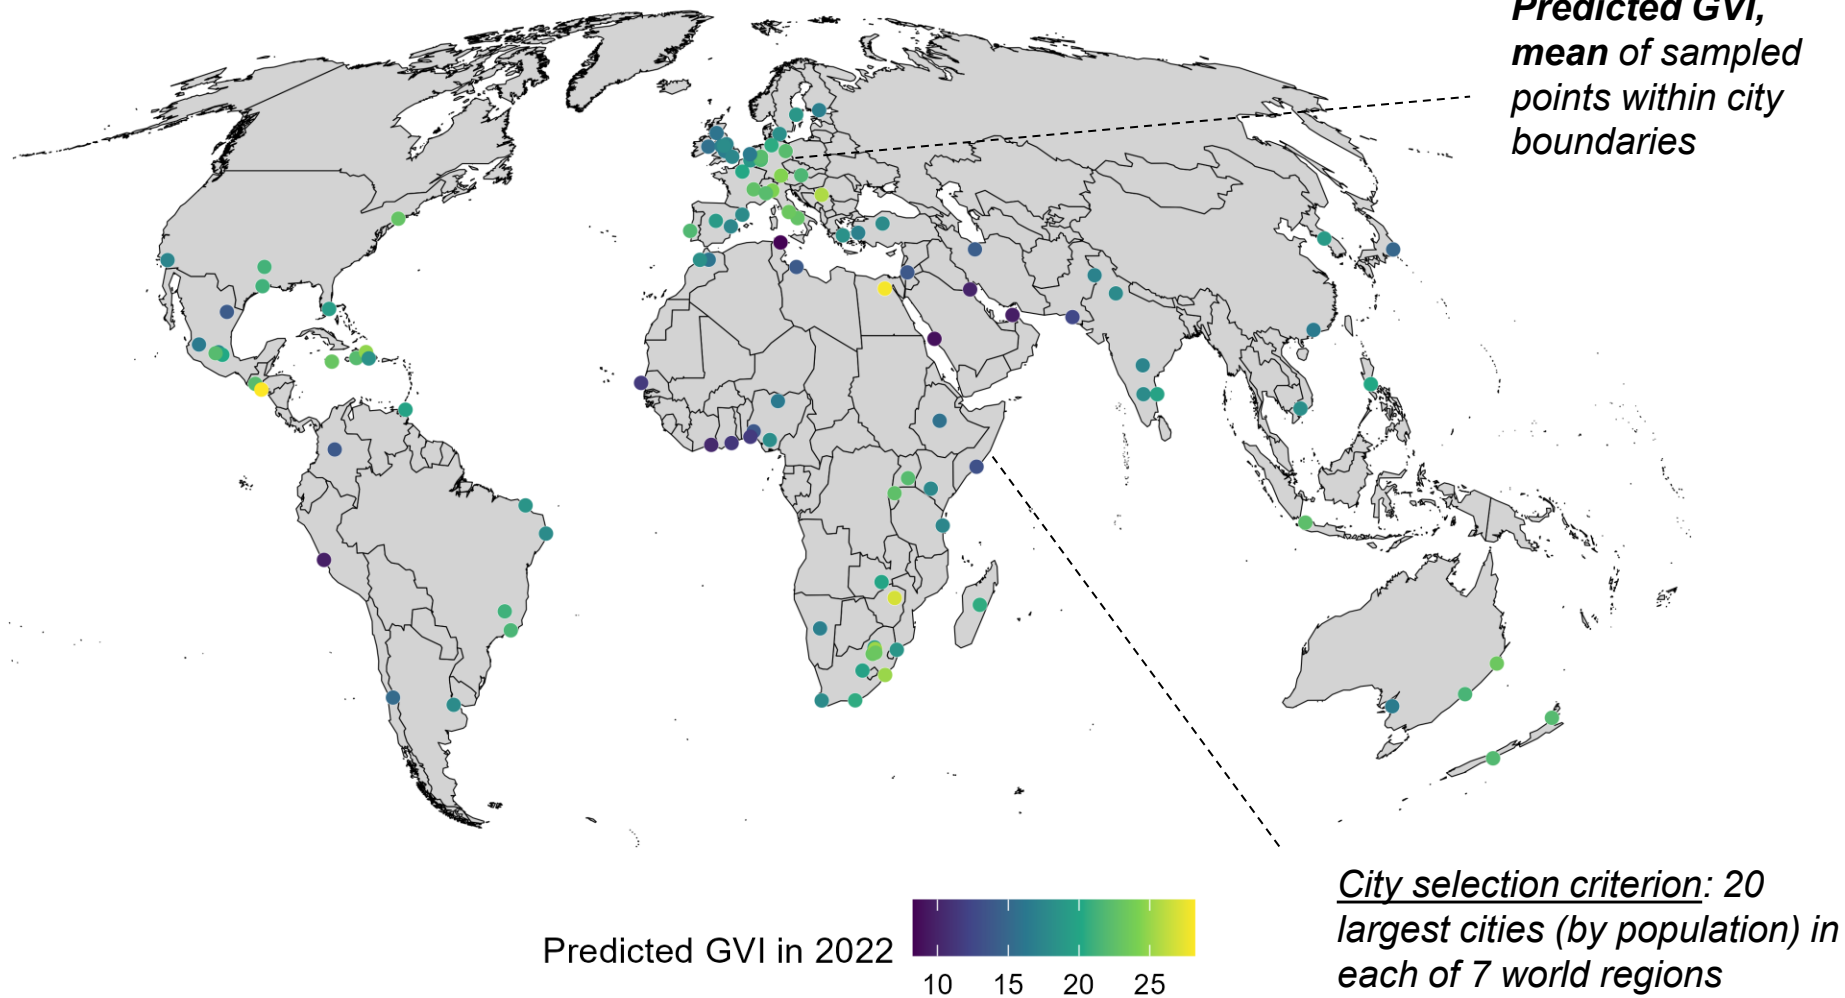 Predicted GVI,
mean of sampled
points within city
boundaries
Predicted GVI in 2022
10 15 20 25
City selection criterion: 20
largest cities (by population) in
each of 7 world regions